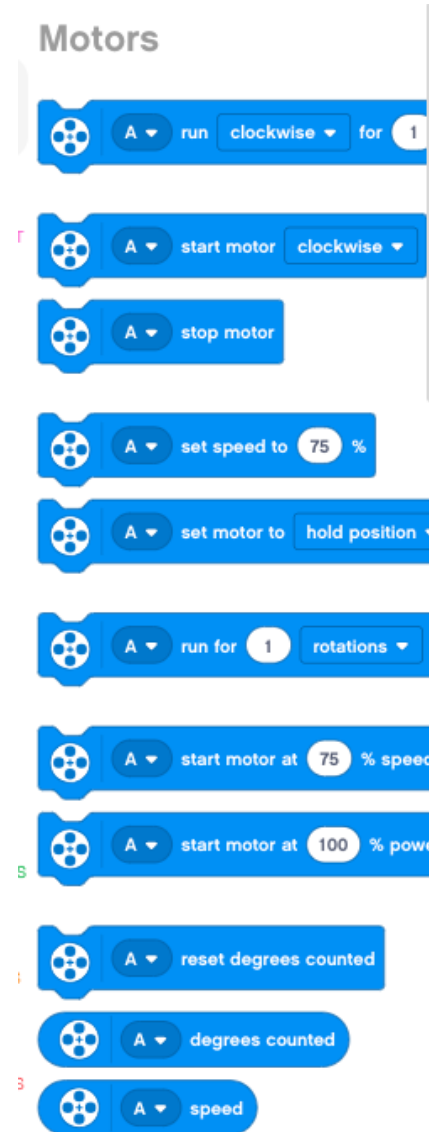 Motors
A run clockwise for 1
A start motor clockwise
A stop motor
A set speed to 75 %
A set motor to hold position
A run for 1 rotations
A start motor at 75 % speed
A start motor at 100 % powe
A reset degrees counted
A degrees counted
A speed